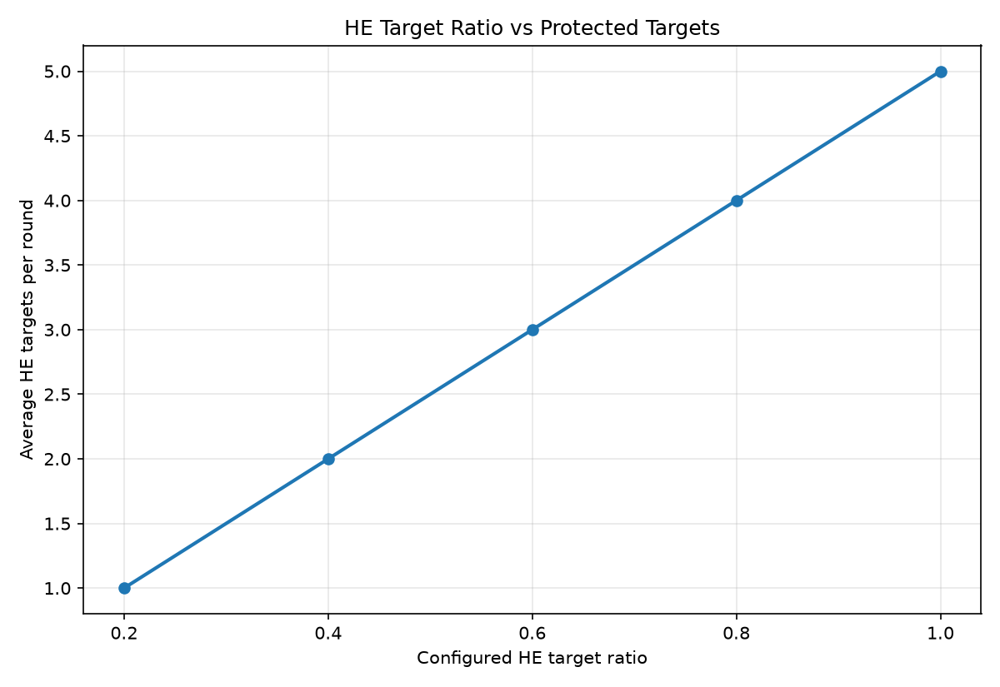 HE Target Ratio vs Protected Targets
Average HE targets per round
5.0
4.5
4.0
3.5
3.0
2.5
2.0
1.5
1.0
0.2 0.4 0.6 0.8 1.0
Configured HE target ratio